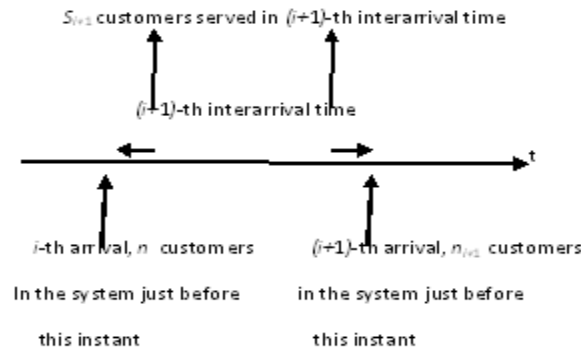 S_{i+1} customers served in (i+1)-th interarrival time
(i+1)-th interarrival time
t
i-th arrival, n customers
In the system just before
this instant
(i+1)-th arrival, n_{i+1} customers
in the system just before
this instant